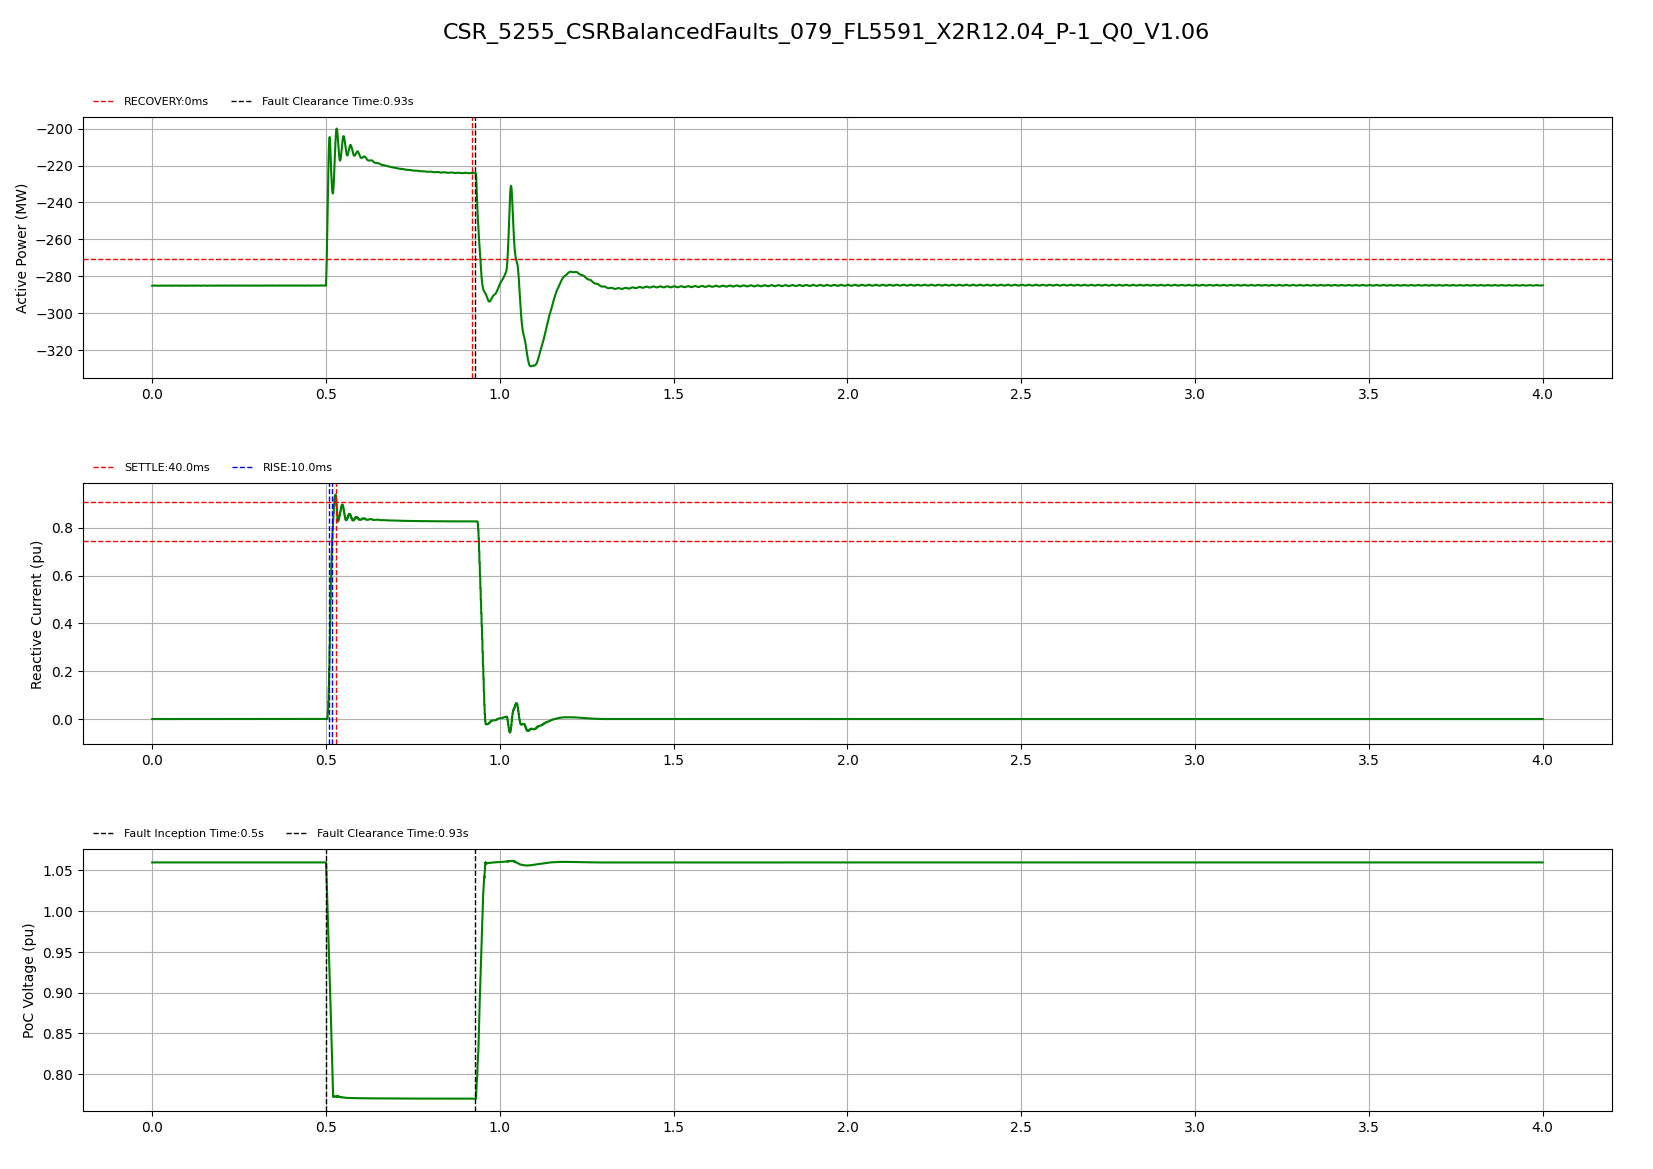 CSR_5255_CSRBalancedFaults_079_FL5591_X2R12.04_P-1_Q0_V1.06
RECOVERY:0ms Fault Clearance Time:0.93s
Active Power (MW)
−200
−220
−240
−260
−280
−300
−320
0.0 0.5 1.0 1.5 2.0 2.5 3.0 3.5 4.0
SETTLE:40.0ms RISE:10.0ms
Reactive Current (pu)
0.8
0.6
0.4
0.2
0.0
0.0 0.5 1.0 1.5 2.0 2.5 3.0 3.5 4.0
Fault Inception Time:0.5s Fault Clearance Time:0.93s
PoC Voltage (pu)
1.05
1.00
0.95
0.90
0.85
0.80
0.0 0.5 1.0 1.5 2.0 2.5 3.0 3.5 4.0